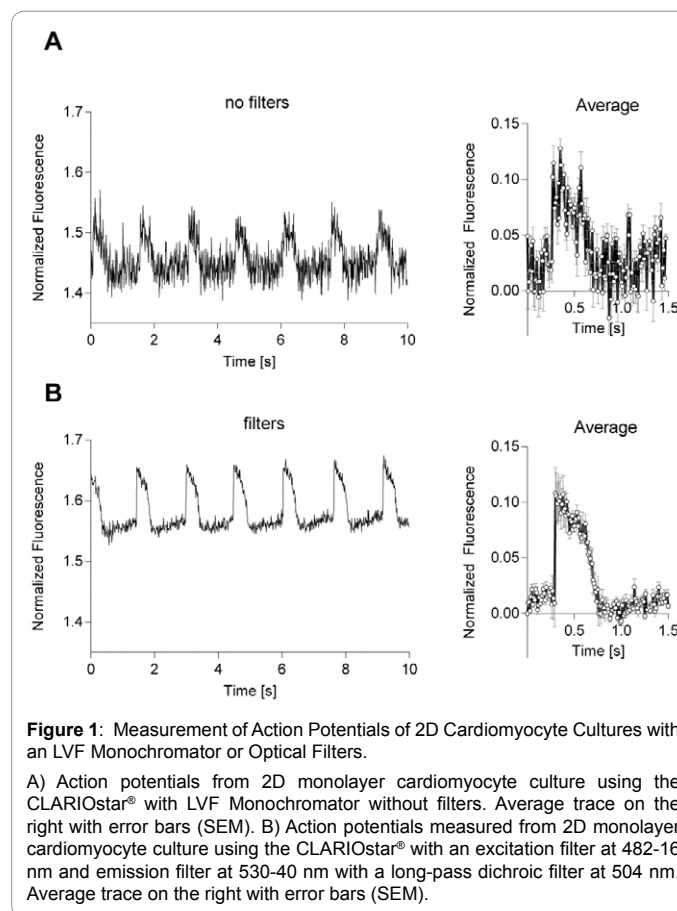 A
no filters
Normalized Fluorescence
1.7
1.6
1.5
1.4
0 2 4 6 8 10
Time [s]
Average
Normalized Fluorescence
0.15
0.10
0.05
0.00
0.5 1.0 1.5
Time [s]
B
filters
Normalized Fluorescence
1.7
1.6
1.5
1.4
0 2 4 6 8 10
Time [s]
Average
Normalized Fluorescence
0.15
0.10
0.05
0.00
0.5 1.0 1.5
Time [s]
Figure 1: Measurement of Action Potentials of 2D Cardiomyocyte Cultures with
an LVF Monochromator or Optical Filters.
A) Action potentials from 2D monolayer cardiomyocyte culture using the
CLARIOstar® with LVF Monochromator without filters. Average trace on the
right with error bars (SEM). B) Action potentials measured from 2D monolayer
cardiomyocyte culture using the CLARIOstar® with an excitation filter at 482-16
nm and emission filter at 530-40 nm with a long-pass dichroic filter at 504 nm.
Average trace on the right with error bars (SEM).